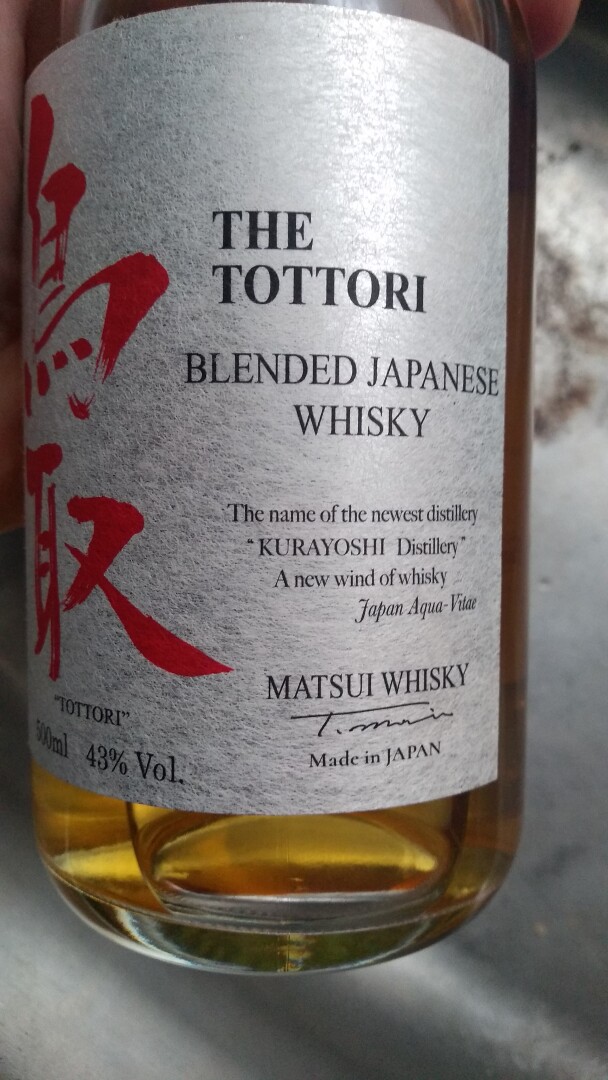 鳥取
THE
TOTTORI
BLENDED JAPANESE
WHISKY
The name of the newest distillery
"KURAYOSHI Distillery"
A new wind of whisky
Japan Aqua-Vitae
MATSUI WHISKY
Made in JAPAN
"TOTTORI"
500ml 43% Vol.